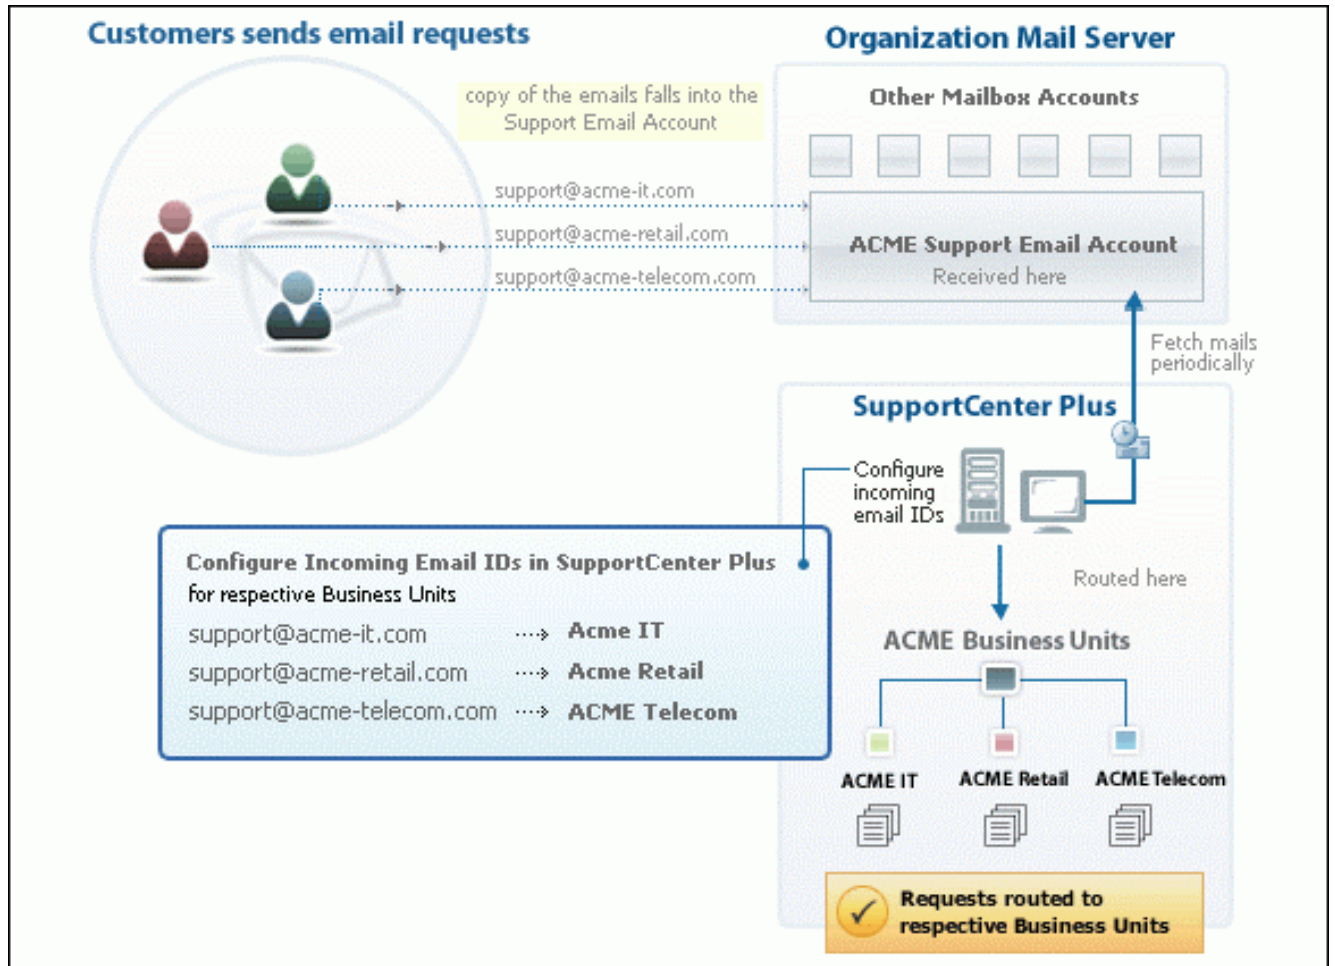 Customers sends email requests
Organization Mail Server
copy of the emails falls into the
Support Email Account
Other Mailbox Accounts
support@acme-it.com
support@acme-retail.com
support@acme-telecom.com
ACME Support Email Account
Received here
Fetch mails
periodically
SupportCenter Plus
Configure
incoming
email IDs
Configure Incoming Email IDs in SupportCenter Plus
for respective Business Units
support@acme-it.com Acme IT
support@acme-retail.com Acme Retail
support@acme-telecom.com ACME Telecom
Routed here
ACME Business Units
ACME IT
ACME Retail
ACME Telecom
Requests routed to
respective Business Units